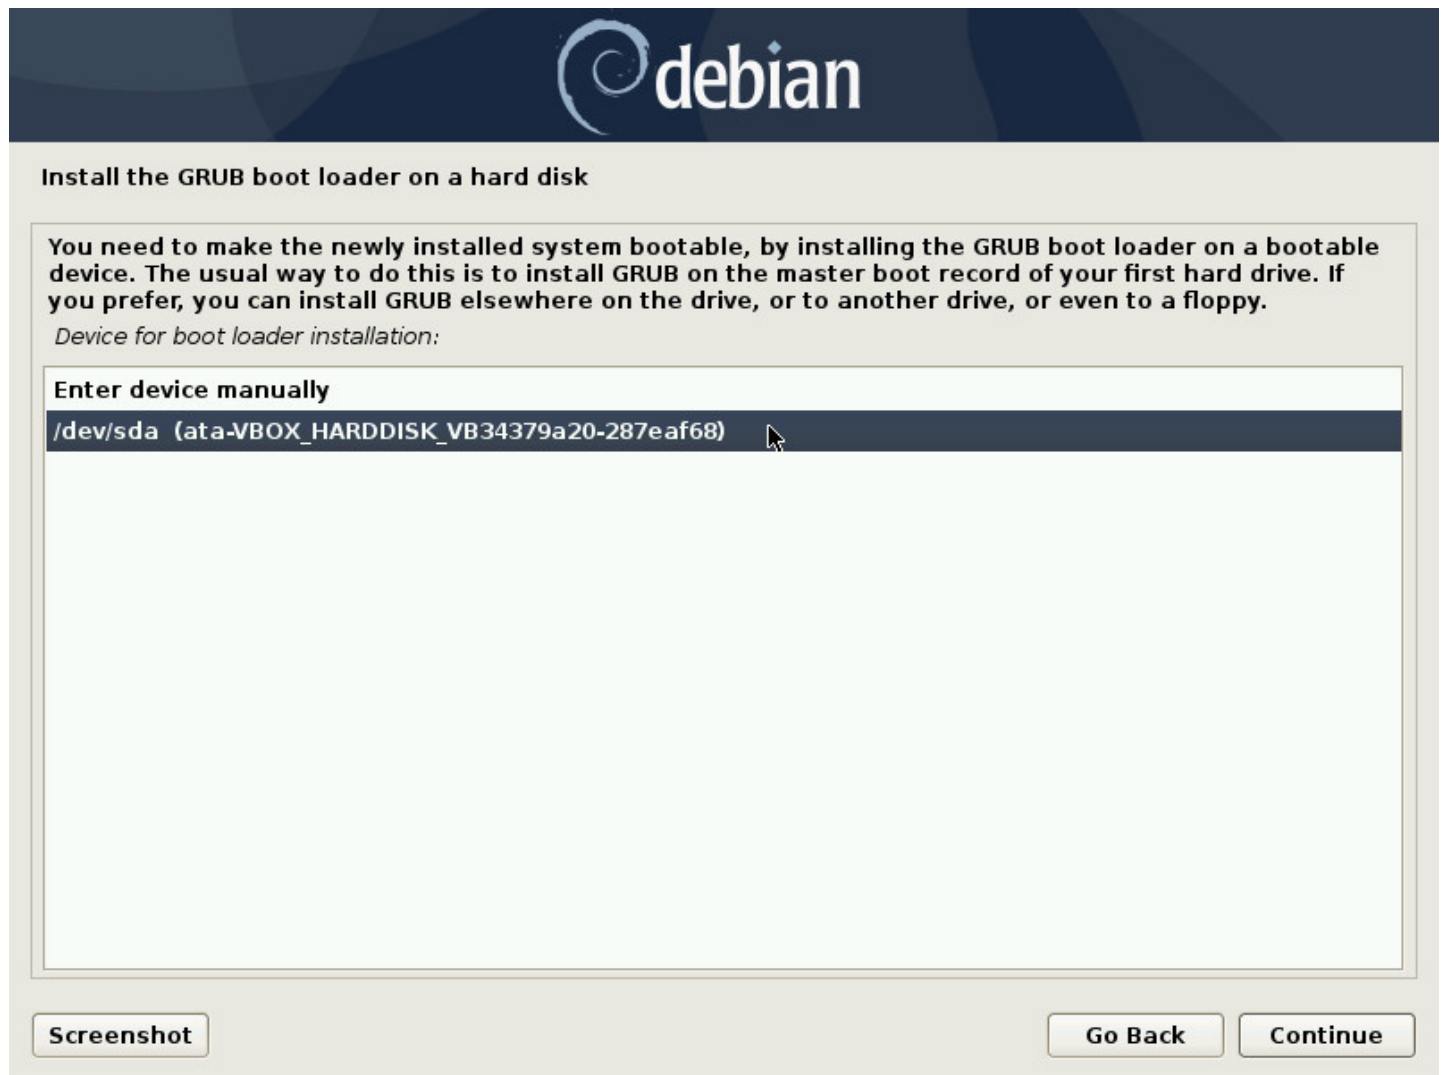 debian
Install the GRUB boot loader on a hard disk
You need to make the newly installed system bootable, by installing the GRUB boot loader on a bootable
device. The usual way to do this is to install GRUB on the master boot record of your first hard drive. If
you prefer, you can install GRUB elsewhere on the drive, or to another drive, or even to a floppy.
Device for boot loader installation:
Enter device manually
/dev/sda (ata-VBOX_HARDDISK_VB34379a20-287eaf68)
Screenshot
Go Back
Continue